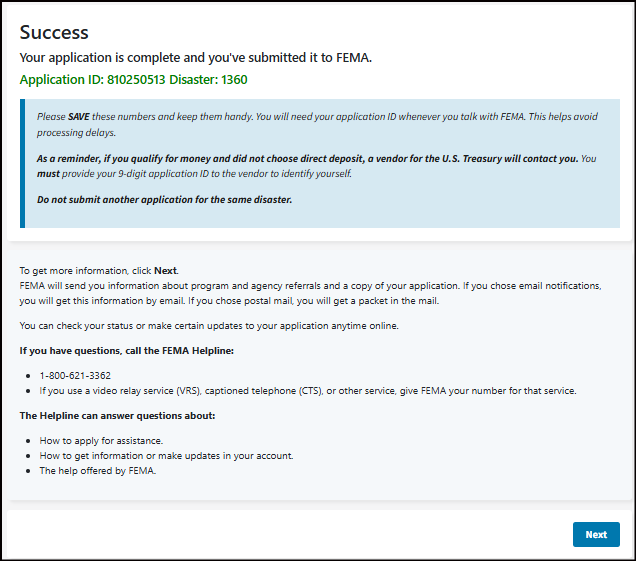 Success
Your application is complete and you've submitted it to FEMA.
Application ID: 810250513 Disaster: 1360
Please SAVE these numbers and keep them handy. You will need your application ID whenever you talk with FEMA. This helps avoid
processing delays.
As a reminder, if you qualify for money and did not choose direct deposit, a vendor for the U.S. Treasury will contact you. You
must provide your 9-digit application ID to the vendor to identify yourself.
Do not submit another application for the same disaster.
To get more information, click Next.
FEMA will send you information about program and agency referrals and a copy of your application. If you chose email notifications,
you will get this information by email. If you chose postal mail, you will get a packet in the mail.
You can check your status or make certain updates to your application anytime online.
If you have questions, call the FEMA Helpline:
• 1-800-621-3362
• If you use a video relay service (VRS), captioned telephone (CTS), or other service, give FEMA your number for that service.
The Helpline can answer questions about:
• How to apply for assistance.
• How to get information or make updates in your account.
• The help offered by FEMA.
Next